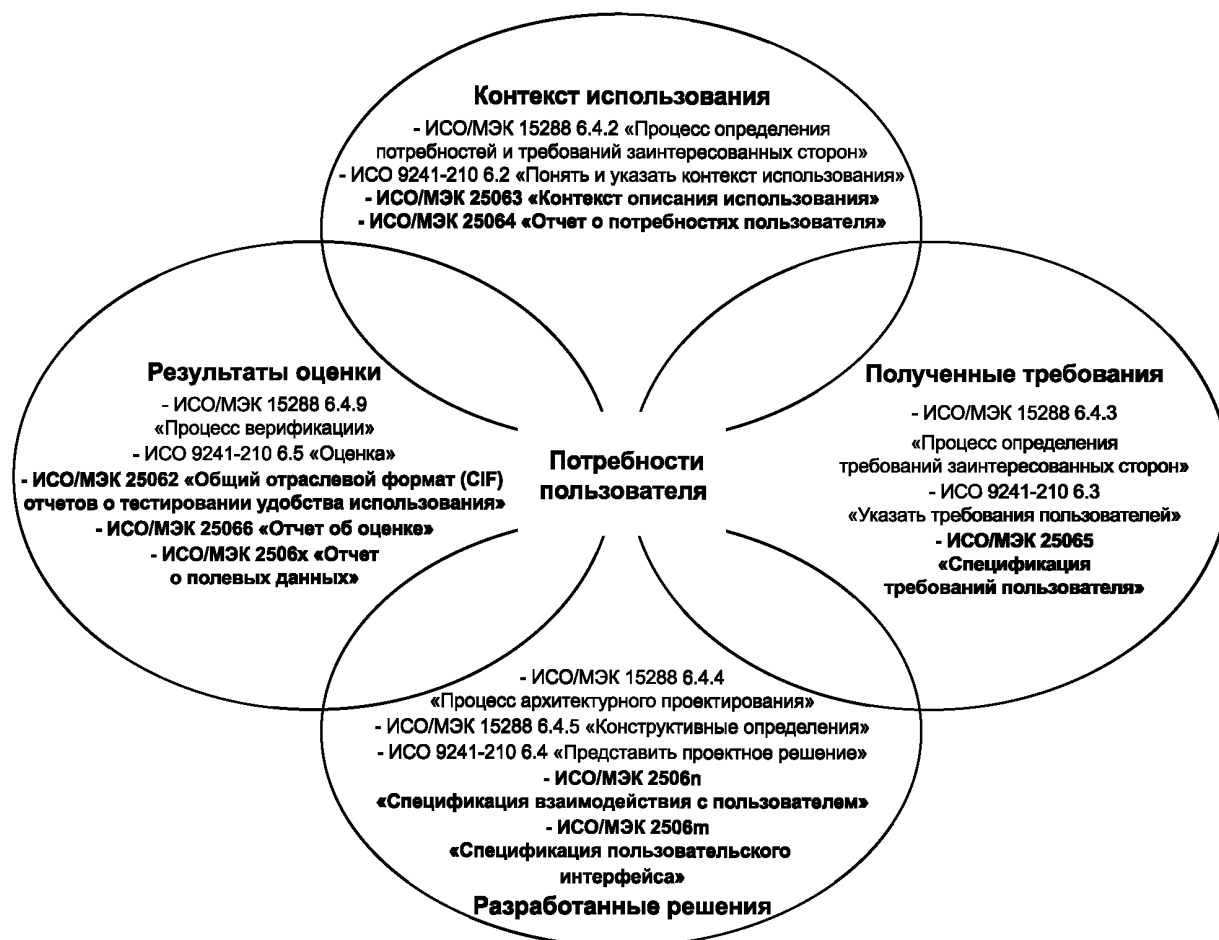 Контекст использования
- ИСО/МЭК 15288 6.4.2 «Процесс определения
потребностей и требований заинтересованных сторон»
- ИСО 9241-210 6.2 «Понять и указать контекст использования»
- ИСО/МЭК 25063 «Контекст описания использования»
- ИСО/МЭК 25064 «Отчет о потребностях пользователя»
Результаты оценки
- ИСО/МЭК 15288 6.4.9
«Процесс верификации»
- ИСО 9241-210 6.5 «Оценка»
- ИСО/МЭК 25062 «Общий отраслевой формат (CIF)
отчетов о тестировании удобства использования»
- ИСО/МЭК 25066 «Отчет об оценке»
- ИСО/МЭК 2506x «Отчет
о полевых данных»
Потребности
пользователя
Полученные требования
- ИСО/МЭК 15288 6.4.3
«Процесс определения
требований заинтересованных сторон»
- ИСО 9241-210 6.3
«Указать требования пользователей»
- ИСО/МЭК 25065
«Спецификация
требований пользователя»
- ИСО/МЭК 15288 6.4.4
«Процесс архитектурного проектирования»
- ИСО/МЭК 15288 6.4.5 «Конструктивные определения»
- ИСО 9241-210 6.4 «Представить проектное решение»
- ИСО/МЭК 2506n
«Спецификация взаимодействия с пользователем»
- ИСО/МЭК 2506m
«Спецификация пользовательского
интерфейса»
Разработанные решения